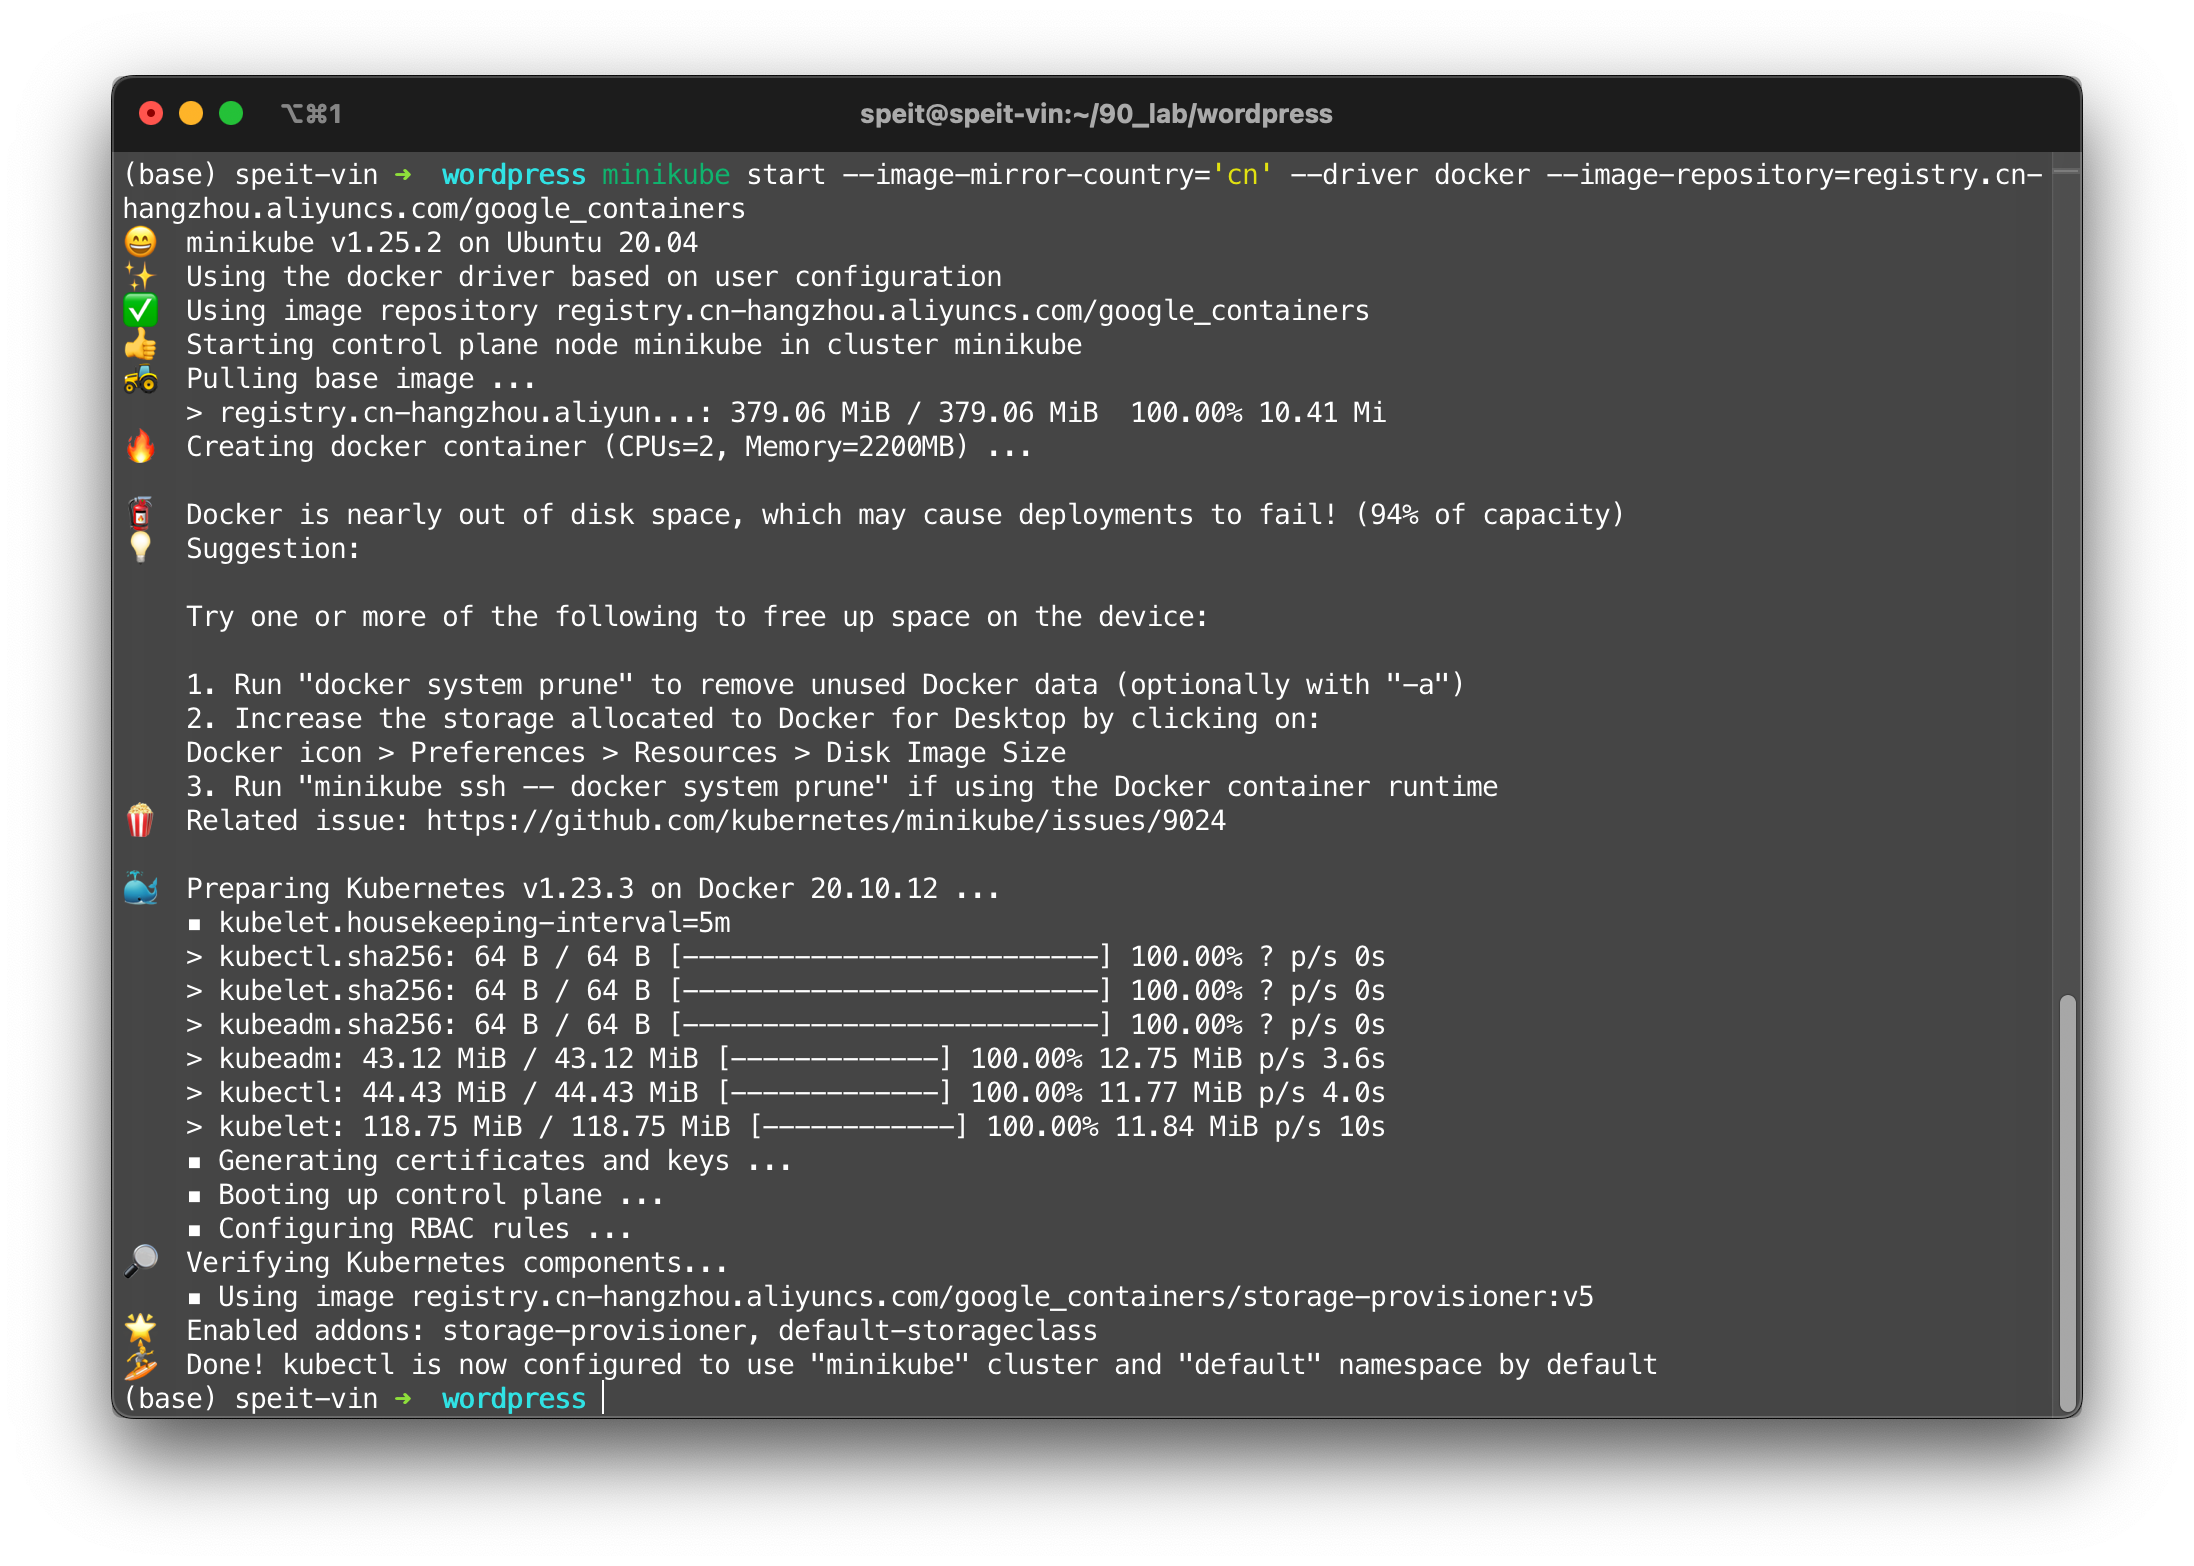 ⌥⌘1
speit@speit-vin:~/90_lab/wordpress
(base) speit-vin ➜  wordpress minikube start --image-mirror-country='cn' --driver docker --image-repository=registry.cn-
hangzhou.aliyuncs.com/google_containers
😄  minikube v1.25.2 on Ubuntu 20.04
✨  Using the docker driver based on user configuration
✅  Using image repository registry.cn-hangzhou.aliyuncs.com/google_containers
👍  Starting control plane node minikube in cluster minikube
🚜  Pulling base image ...
> registry.cn-hangzhou.aliyun...: 379.06 MiB / 379.06 MiB  100.00% 10.41 Mi
🔥  Creating docker container (CPUs=2, Memory=2200MB) ...
🧯  Docker is nearly out of disk space, which may cause deployments to fail! (94% of capacity)
💡  Suggestion:
Try one or more of the following to free up space on the device:
1. Run "docker system prune" to remove unused Docker data (optionally with "-a")
2. Increase the storage allocated to Docker for Desktop by clicking on:
Docker icon > Preferences > Resources > Disk Image Size
3. Run "minikube ssh -- docker system prune" if using the Docker container runtime
🍿  Related issue: https://github.com/kubernetes/minikube/issues/9024
🐳  Preparing Kubernetes v1.23.3 on Docker 20.10.12 ...
▪ kubelet.housekeeping-interval=5m
> kubectl.sha256: 64 B / 64 B [--------------------------] 100.00% ? p/s 0s
> kubelet.sha256: 64 B / 64 B [--------------------------] 100.00% ? p/s 0s
> kubeadm.sha256: 64 B / 64 B [--------------------------] 100.00% ? p/s 0s
> kubeadm: 43.12 MiB / 43.12 MiB [-------------] 100.00% 12.75 MiB p/s 3.6s
> kubectl: 44.43 MiB / 44.43 MiB [-------------] 100.00% 11.77 MiB p/s 4.0s
> kubelet: 118.75 MiB / 118.75 MiB [------------] 100.00% 11.84 MiB p/s 10s
▪ Generating certificates and keys ...
▪ Booting up control plane ...
▪ Configuring RBAC rules ...
🔎  Verifying Kubernetes components...
▪ Using image registry.cn-hangzhou.aliyuncs.com/google_containers/storage-provisioner:v5
🌟  Enabled addons: storage-provisioner, default-storageclass
🏄  Done! kubectl is now configured to use "minikube" cluster and "default" namespace by default
(base) speit-vin ➜  wordpress